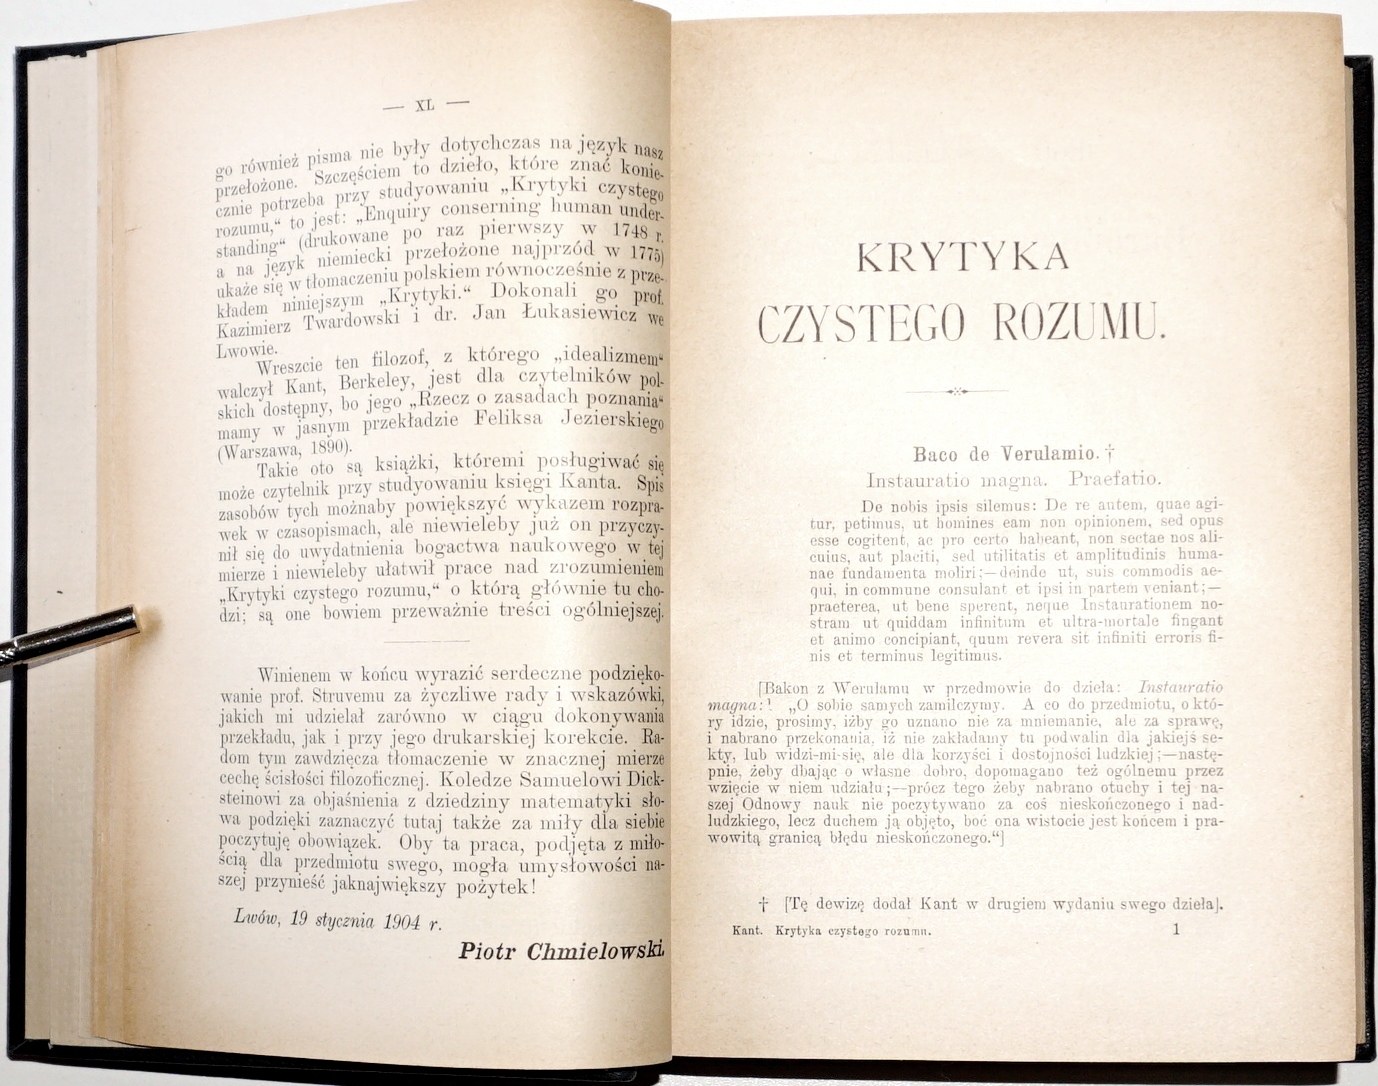 — XL —
go również pisma nie były dotychczas na język nasz
przełożone. Szczęściem to dzieło, które znać konie-
cznie potrzeba przy studyowaniu „Krytyki czystego
rozumu,“ to jest: „Enquiry conserning human under-
standing“ (drukowane po raz pierwszy w 1748 r.
a na język niemiecki przełożone najprzód w 1775)
ukaże się w tłomaczeniu polskiem równocześnie z prze-
kładem niniejszym „Krytyki.“ Dokonali go prof.
Kazimierz Twardowski i dr. Jan Łukasiewicz we
Lwowie.
Wreszcie ten filozof, z którego „idealizmem“
walczył Kant, Berkeley, jest dla czytelników pol-
skich dostępny, bo jego „Rzecz o zasadach poznania“
mamy w jasnym przekładzie Feliksa Jezierskiego
(Warszawa, 1890).
Takie oto są książki, któremi posługiwać się
może czytelnik przy studyowaniu księgi Kanta. Spis
zasobów tych możnaby powiększyć wykazem rozpra-
wek w czasopismach, ale niewieleby już on przyczy-
nił się do uwydatnienia bogactwa naukowego w tej
mierze i niewieleby ułatwił prace nad zrozumieniem
„Krytyki czystego rozumu,“ o którą głównie tu cho-
dzi; są one bowiem przeważnie treści ogólniejszej.
Winienem w końcu wyrazić serdeczne podzięko-
wanie prof. Struvemu za życzliwe rady i wskazówki,
jakich mi udzielał zarówno w ciągu dokonywania
przekładu, jak i przy jego drukarskiej korekcie. Ra-
dom tym zawdzięcza tłomaczenie w znacznej mierze
cechę ścisłości filozoficznej. Koledze Samuelowi Dick-
steinowi za objaśnienia z dziedziny matematyki sło-
wa podzięki zaznaczyć tutaj także za miły dla siebie
poczytuję obowiązek. Oby ta praca, podjęta z miło-
ścią dla przedmiotu swego, mogła umysłowości na-
szej przynieść jaknajwiększy pożytek!
Lwów, 19 stycznia 1904 r.
Piotr Chmielowski.
KRYTYKA
CZYSTEGO ROZUMU.
Baco de Verulamio. †
Instauratio magna. Praefatio.
De nobis ipsis silemus: De re autem, quae agi-
tur, petimus, ut homines eam non opinionem, sed opus
esse cogitent, ac pro certo habeant, non sectae nos ali-
cuius, aut placiti, sed utilitatis et amplitudinis huma-
nae fundamenta moliri;—deinde ut, suis commodis ae-
qui, in commune consulant et ipsi in partem veniant;—
praeterea, ut bene sperent, neque Instaurationem no-
stram ut quiddam infinitum et ultra-mortale fingant
et animo concipiant, quum revera sit infiniti erroris fi-
nis et terminus legitimus.
[Bakon z Werulamu w przedmowie do dzieła: Instauratio
magna: „O sobie samych zamilczymy. A co do przedmiotu, o któ-
ry idzie, prosimy, iżby go uznano nie za mniemanie, ale za sprawę,
i nabrano przekonania, iż nie zakładamy tu podwalin dla jakiejś se-
kty, lub widzi-mi-się, ale dla korzyści i dostojności ludzkiej;—nastę-
pnie, żeby dbając o własne dobro, dopomagano też ogólnemu przez
wzięcie w niem udziału;—prócz tego żeby nabrano otuchy i tej na-
szej Odnowy nauk nie poczytywano za coś nieskończonego i nad-
ludzkiego, lecz duchem ją objęto, boć ona wistocie jest końcem i pra-
wowitą granicą błędu nieskończonego.“]
† [Tę dewizę dodał Kant w drugiem wydaniu swego dzieła].
Kant. Krytyka czystego rozumu. 1